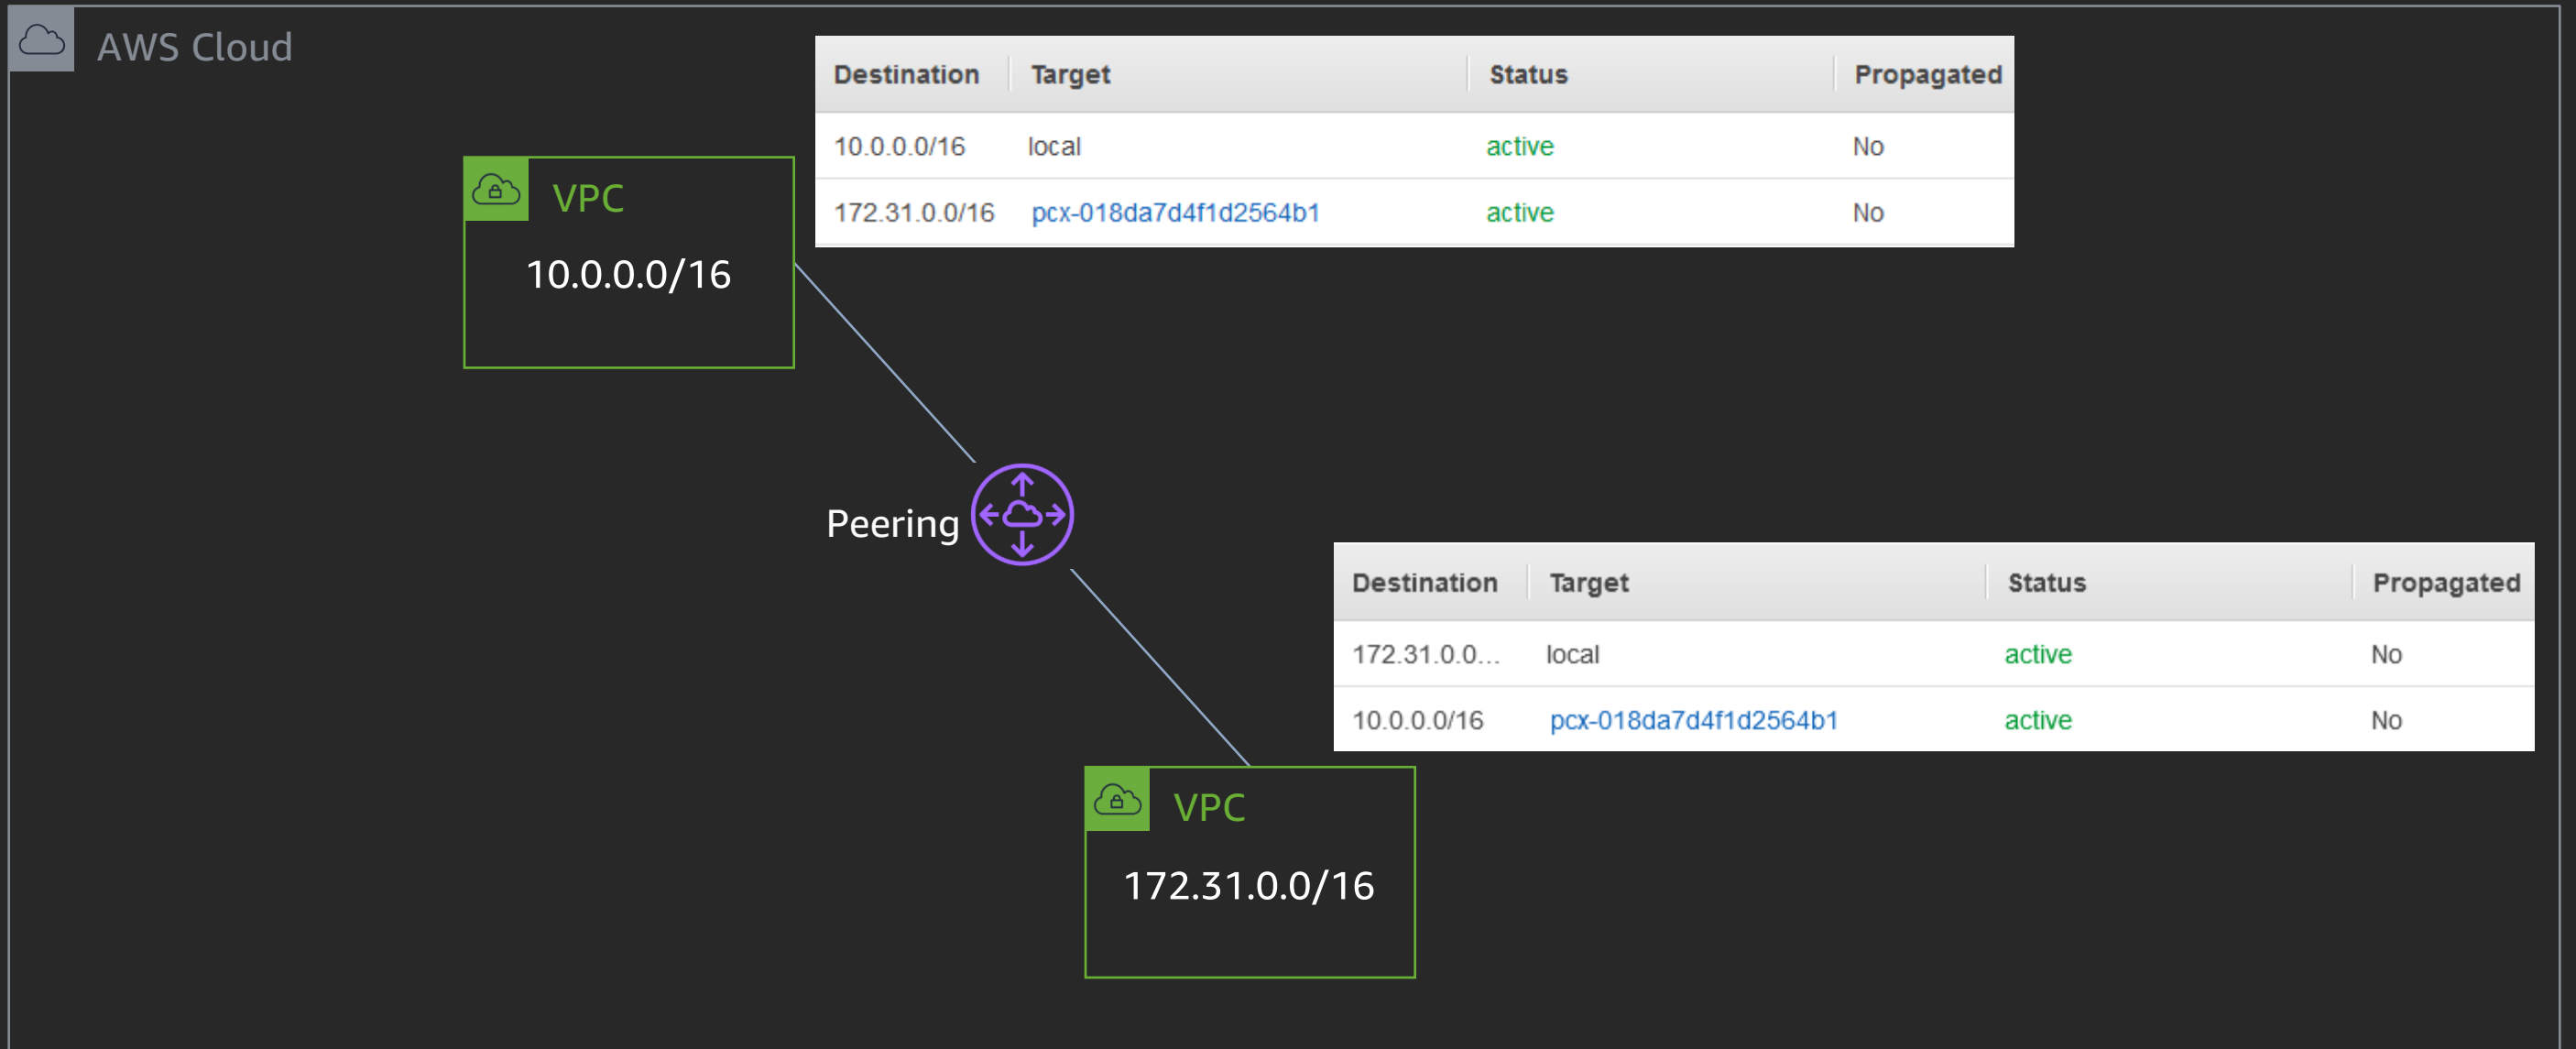 AWS Cloud
Destination Target Status Propagated
10.0.0.0/16 local active No
172.31.0.0/16 pcx-018da7d4f1d2564b1 active No
VPC
10.0.0.0/16
Peering
Destination Target Status Propagated
172.31.0.0... local active No
10.0.0.0/16 pcx-018da7d4f1d2564b1 active No
VPC
172.31.0.0/16